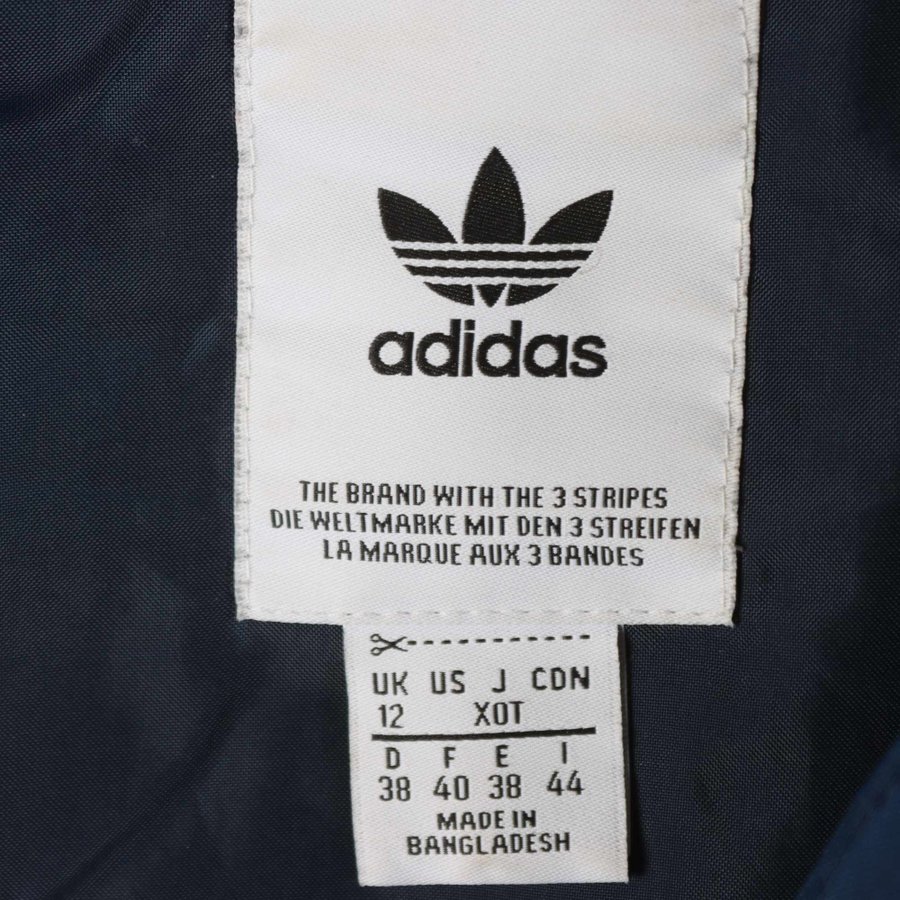 adidas
THE BRAND WITH THE 3 STRIPES
DIE WELTMARKE MIT DEN 3 STREIFEN
LA MARQUE AUX 3 BANDES
UK US J CDN
12 XOT
D F E I
38 40 38 44
MADE IN
BANGLADESH